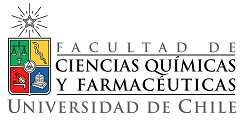 FACULTAD DE
CIENCIAS QUÍMICAS
Y FARMACÉUTICAS
UNIVERSIDAD DE CHILE